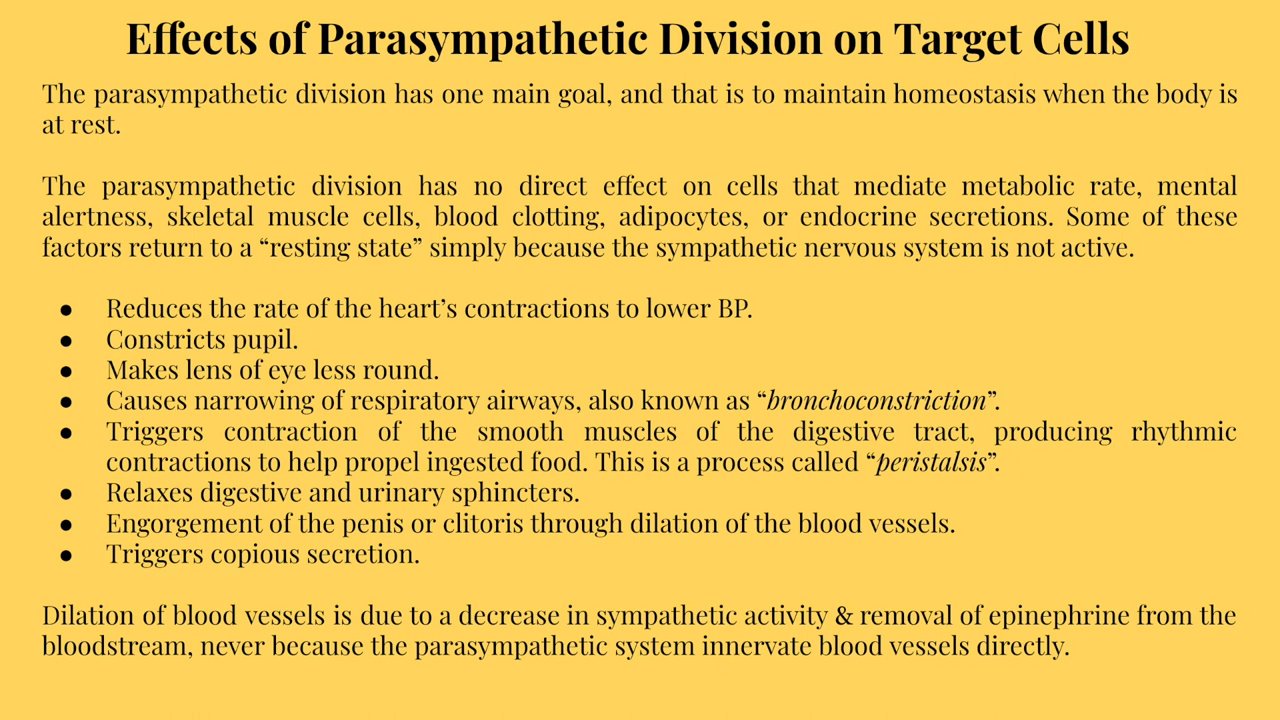 Effects of Parasympathetic Division on Target Cells
The parasympathetic division has one main goal, and that is to maintain homeostasis when the body is
at rest.
The parasympathetic division has no direct effect on cells that mediate metabolic rate, mental
alertness, skeletal muscle cells, blood clotting, adipocytes, or endocrine secretions. Some of these
factors return to a “resting state” simply because the sympathetic nervous system is not active.
● Reduces the rate of the heart’s contractions to lower BP.
● Constricts pupil.
● Makes lens of eye less round.
● Causes narrowing of respiratory airways, also known as “bronchoconstriction”.
● Triggers contraction of the smooth muscles of the digestive tract, producing rhythmic
contractions to help propel ingested food. This is a process called “peristalsis”.
● Relaxes digestive and urinary sphincters.
● Engorgement of the penis or clitoris through dilation of the blood vessels.
● Triggers copious secretion.
Dilation of blood vessels is due to a decrease in sympathetic activity & removal of epinephrine from the
bloodstream, never because the parasympathetic system innervate blood vessels directly.